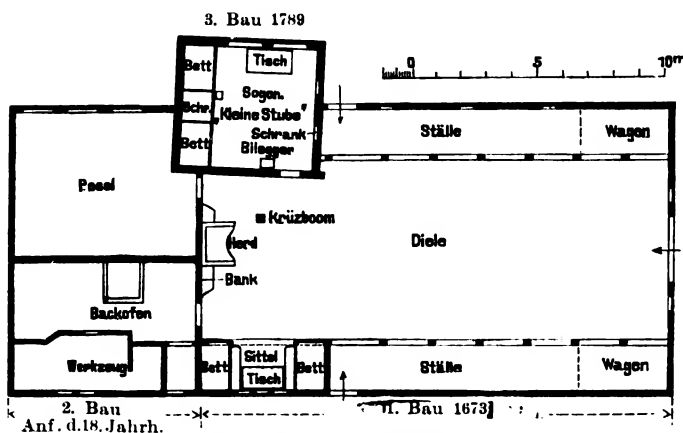 3. Bau 1789
Bett
Tisch
0 5 10m
Sogen.
Schr.
"Kleine Stube"
Schrank
Bett
Bilegger
Ställe
Wagen
Pesel
Krüzboom
Herd
Diele
Bank
Backofen
Werkzeug
Bett
Sittel
Tisch
Bett
Ställe
Wagen
2. Bau
Anf. d. 18. Jahrh.
1. Bau 1673